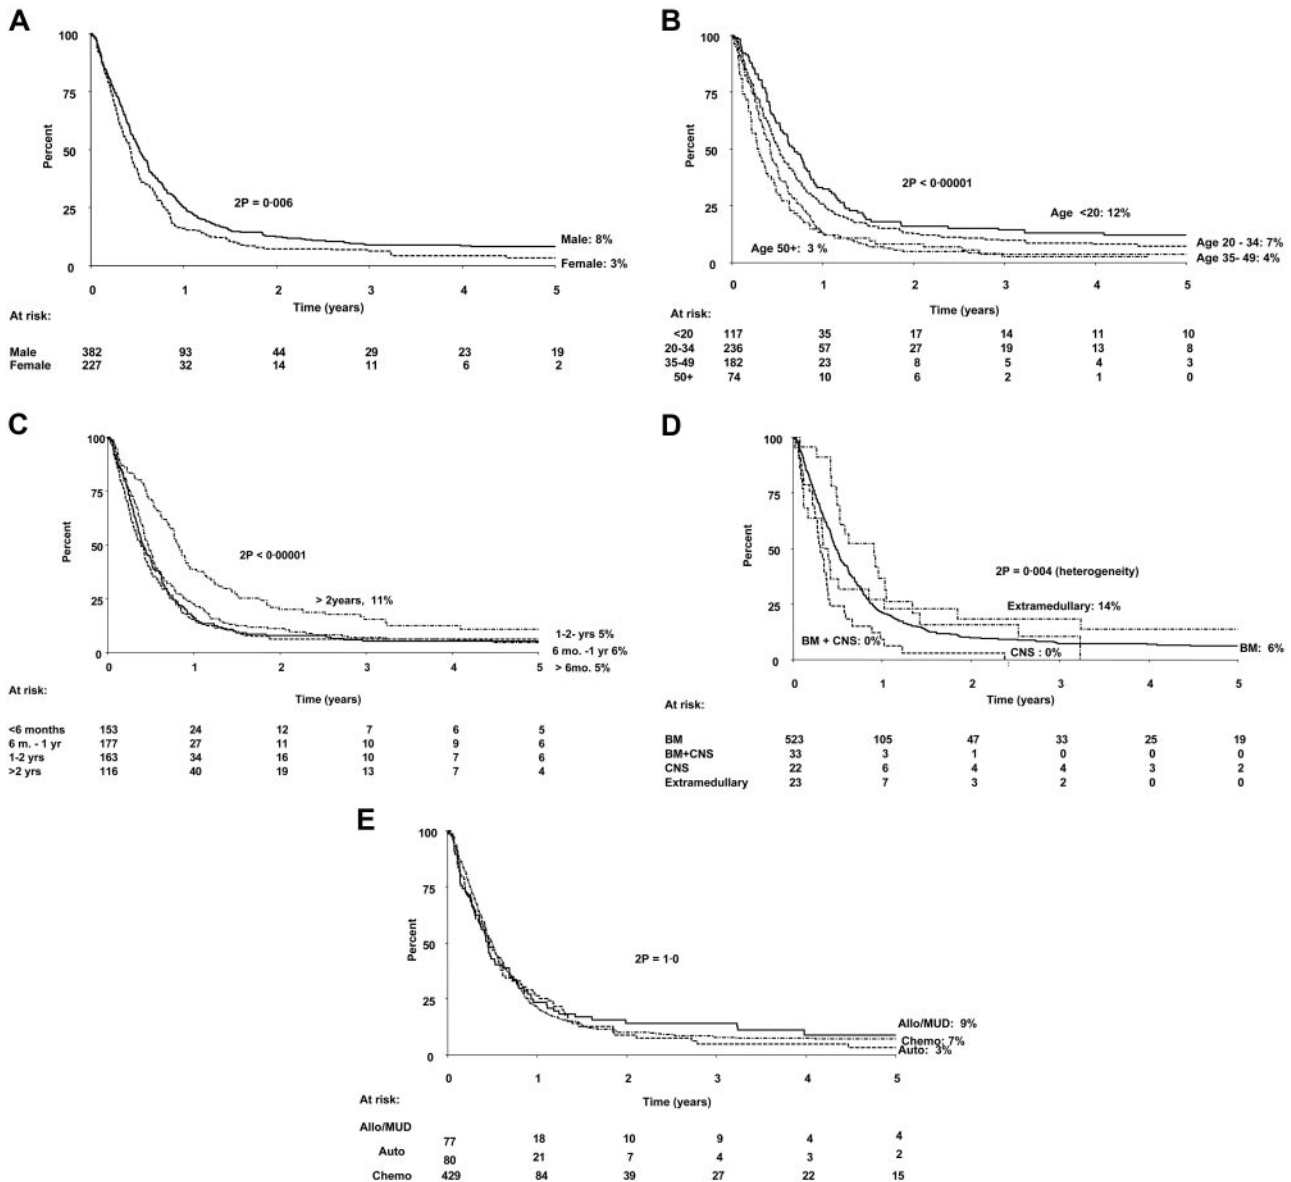 A
100
75
50
25
0
Percent
2P = 0·006
Male: 8%
Female: 3%
0 1 2 3 4 5
Time (years)
At risk:
Male 382 93 44 29 23 19
Female 227 32 14 11 6 2
B
100
75
50
25
0
Percent
2P < 0·00001
Age <20: 12%
Age 50+: 3 %
Age 20 - 34: 7%
Age 35- 49: 4%
0 1 2 3 4 5
Time (years)
At risk:
<20 117 35 17 14 11 10
20-34 236 57 27 19 13 8
35-49 182 23 8 5 4 3
50+ 74 10 6 2 1 0
C
100
75
50
25
0
Percent
2P < 0·00001
> 2years, 11%
1-2- yrs 5%
6 mo. -1 yr 6%
> 6mo. 5%
0 1 2 3 4 5
Time (years)
At risk:
<6 months 153 24 12 7 6 5
6 m. - 1 yr 177 27 11 10 9 6
1-2 yrs 163 34 16 10 7 6
>2 yrs 116 40 19 13 7 4
D
100
75
50
25
0
Percent
2P = 0·004 (heterogeneity)
Extramedullary: 14%
BM + CNS: 0%
CNS : 0%
BM: 6%
0 1 2 3 4 5
Time (years)
At risk:
BM 523 105 47 33 25 19
BM+CNS 33 3 1 0 0 0
CNS 22 6 4 4 3 2
Extramedullary 23 7 3 2 0 0
E
100
75
50
25
0
Percent
2P = 1·0
Allo/MUD: 9%
Chemo: 7%
Auto: 3%
0 1 2 3 4 5
Time (years)
At risk:
Allo/MUD 77 18 10 9 4 4
Auto 80 21 7 4 3 2
Chemo 429 84 39 27 22 15